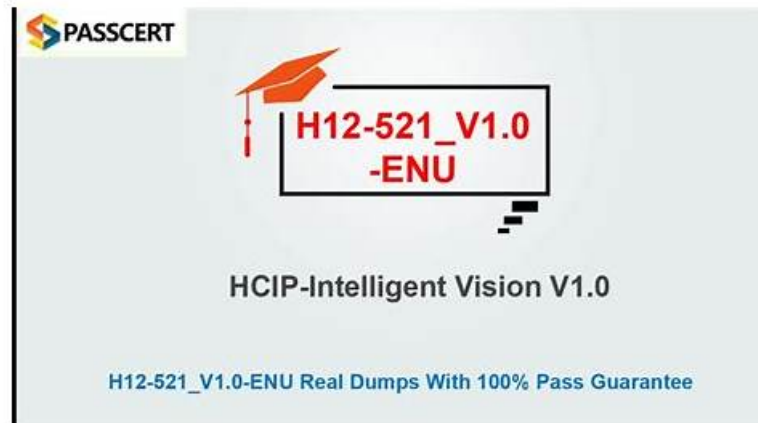 PASSCERT
H12-521_V1.0
-ENU
HCIP-Intelligent Vision V1.0
H12-521_V1.0-ENU Real Dumps With 100% Pass Guarantee